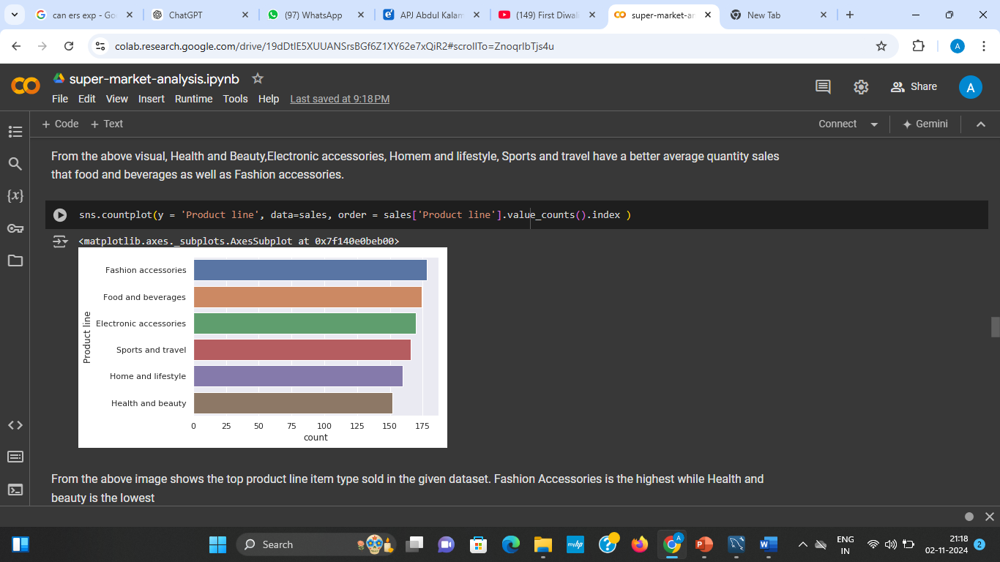 can ers exp - Go
ChatGPT
(97) WhatsApp
APJ Abdul Kalam
(149) First Diwali
super-market-an
New Tab
colab.research.google.com/drive/19dDtIE5XUUANSrsBGf6Z1XY62e7xQiR2#scrollTo=ZnoqrIbTjs4u
A
super-market-analysis.ipynb
File Edit View Insert Runtime Tools Help Last saved at 9:18 PM
Share
A
+ Code + Text
Connect
Gemini
From the above visual, Health and Beauty,Electronic accessories, Homem and lifestyle, Sports and travel have a better average quantity sales
that food and beverages as well as Fashion accessories.
sns.countplot(y = 'Product line', data=sales, order = sales['Product line'].value_counts().index )
<matplotlib.axes._subplots.AxesSubplot at 0x7f140e0beb00>
Product line
Fashion accessories
Food and beverages
Electronic accessories
Sports and travel
Home and lifestyle
Health and beauty
0 25 50 75 100 125 150 175
count
From the above image shows the top product line item type sold in the given dataset. Fashion Accessories is the highest while Health and
beauty is the lowest
Search
myhp
A
P
W
ENG
IN
21:18
02-11-2024
2